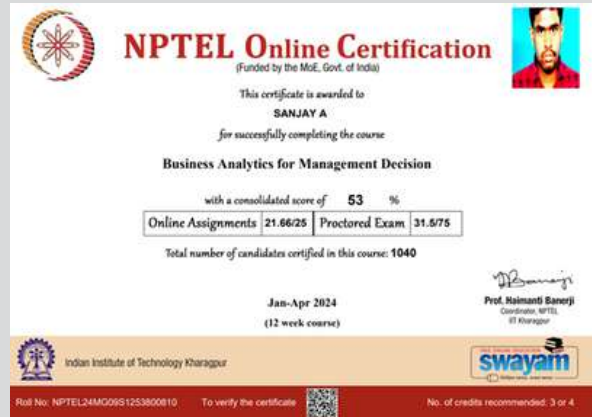 NPTEL Online Certification
(Funded by the MoE, Govt. of India)
This certificate is awarded to
SANJAY A
for successfully completing the course
Business Analytics for Management Decision
with a consolidated score of 53 %
Online Assignments 21.66/25 Proctored Exam 31.5/75
Total number of candidates certified in this course: 1040
Jan-Apr 2024
(12 week course)
Prof. Haimanti Banerji
Coordinator, NPTEL
IIT Kharagpur
Indian Institute of Technology Kharagpur
swayam
Roll No: NPTEL24MG09S1253800810 To verify the certificate No. of credits recommended: 3 or 4